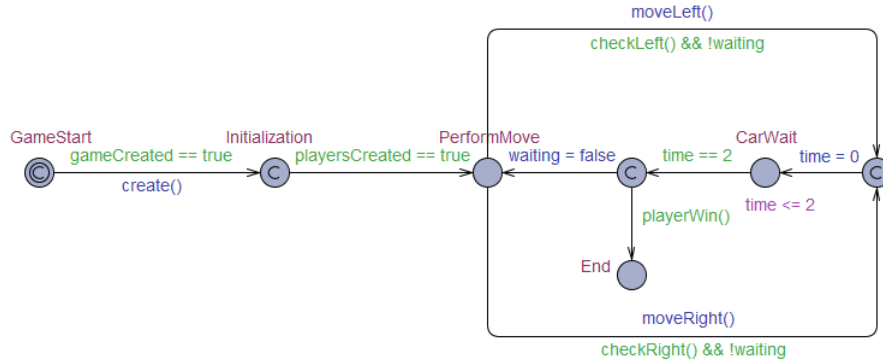 moveLeft()
checkLeft() && !waiting
GameStart
Initialization
PerformMove
CarWait
gameCreated == true
playersCreated == true
waiting = false
time == 2
time = 0
C
C
C
C
create()
time <= 2
playerWin()
End
moveRight()
checkRight() && !waiting